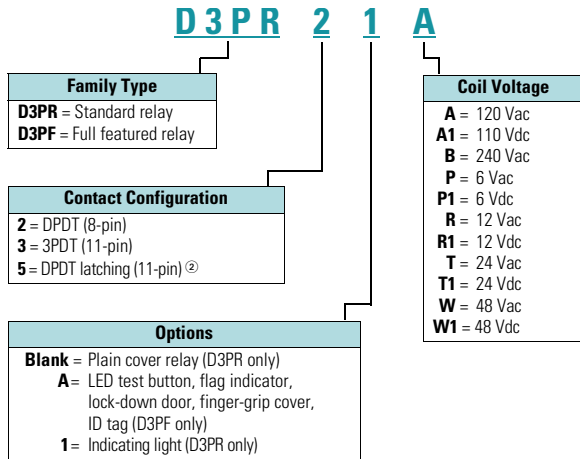 D3PR 2 1 A
Family Type
D3PR = Standard relay
D3PF = Full featured relay
Contact Configuration
2 = DPDT (8-pin)
3 = 3PDT (11-pin)
5 = DPDT latching (11-pin) ②
Options
Blank = Plain cover relay (D3PR only)
A = LED test button, flag indicator,
lock-down door, finger-grip cover,
ID tag (D3PF only)
1 = Indicating light (D3PR only)
Coil Voltage
A = 120 Vac
A1 = 110 Vdc
B = 240 Vac
P = 6 Vac
P1 = 6 Vdc
R = 12 Vac
R1 = 12 Vdc
T = 24 Vac
T1 = 24 Vdc
W = 48 Vac
W1 = 48 Vdc